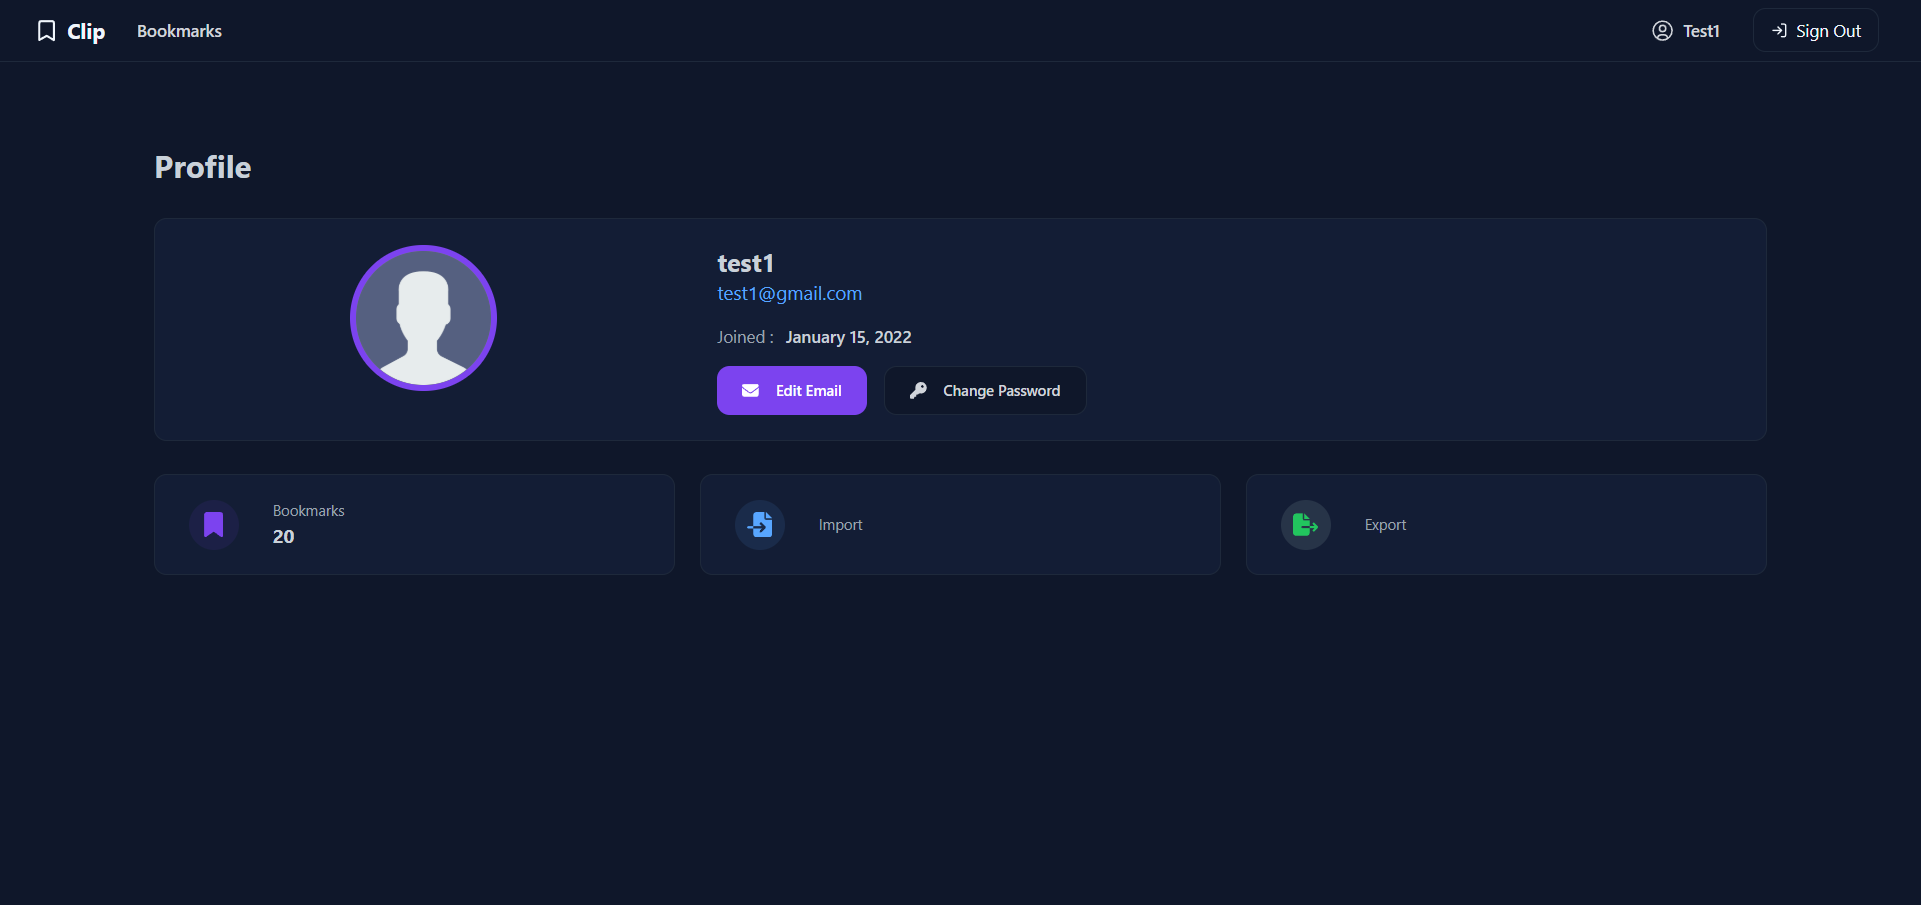 Clip Bookmarks Test1 Sign Out
Profile
test1
test1@gmail.com
Joined : January 15, 2022
Edit Email Change Password
Bookmarks
20
Import
Export